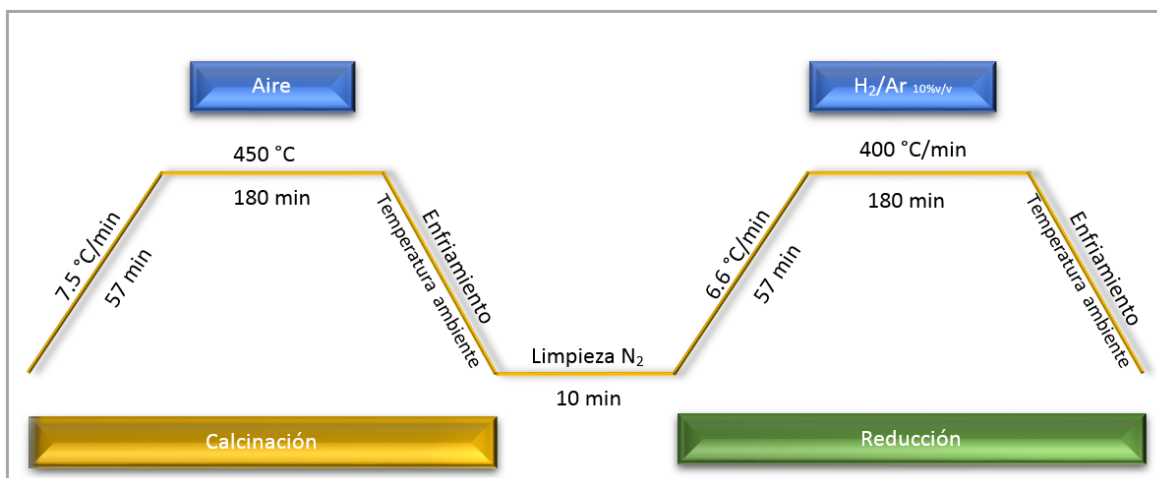 Aire
H₂/Ar 10%v/v
450 °C
180 min
7.5 °C/min
57 min
Enfriamiento
Temperatura ambiente
Limpieza N₂
10 min
400 °C/min
180 min
6.6 °C/min
57 min
Enfriamiento
Temperatura ambiente
Calcinación
Reducción